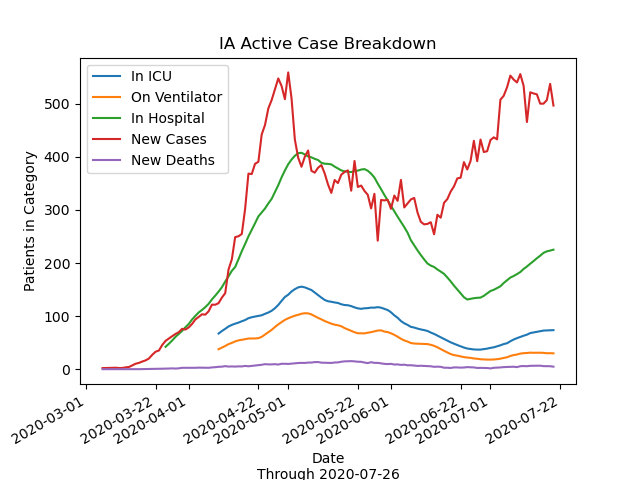 IA Active Case Breakdown
In ICU
On Ventilator
In Hospital
New Cases
New Deaths
Patients in Category
500
400
300
200
100
0
2020-03-01
2020-03-22
2020-04-01
2020-04-22
2020-05-01
2020-05-22
2020-06-01
2020-06-22
2020-07-01
2020-07-22
Date
Through 2020-07-26